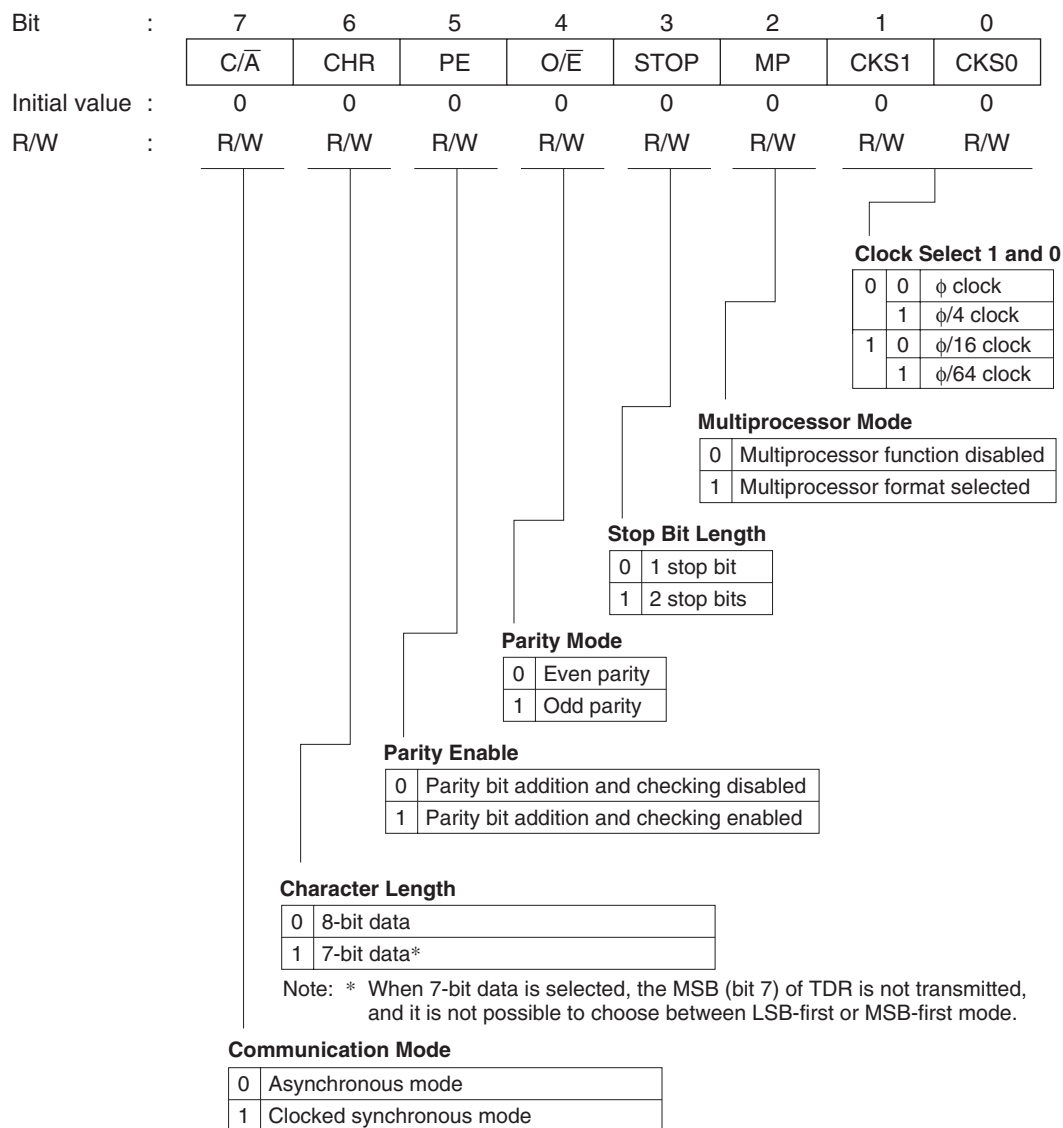 Bit : 7 6 5 4 3 2 1 0
C/A̅ CHR PE O/E̅ STOP MP CKS1 CKS0
Initial value : 0 0 0 0 0 0 0 0
R/W : R/W R/W R/W R/W R/W R/W R/W R/W
Clock Select 1 and 0
0 0 ϕ clock
1 ϕ/4 clock
1 0 ϕ/16 clock
1 ϕ/64 clock
Multiprocessor Mode
0 Multiprocessor function disabled
1 Multiprocessor format selected
Stop Bit Length
0 1 stop bit
1 2 stop bits
Parity Mode
0 Even parity
1 Odd parity
Parity Enable
0 Parity bit addition and checking disabled
1 Parity bit addition and checking enabled
Character Length
0 8-bit data
1 7-bit data*
Note: * When 7-bit data is selected, the MSB (bit 7) of TDR is not transmitted,
and it is not possible to choose between LSB-first or MSB-first mode.
Communication Mode
0 Asynchronous mode
1 Clocked synchronous mode